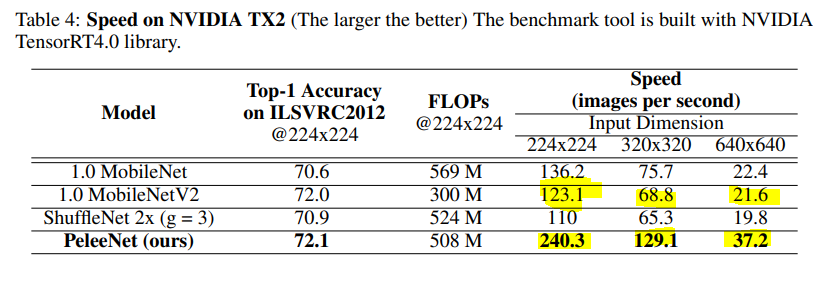 Table 4: Speed on NVIDIA TX2 (The larger the better) The benchmark tool is built with NVIDIA
TensorRT4.0 library.
Model
Top-1 Accuracy
on ILSVRC2012
@224x224
FLOPs
@224x224
Speed
(images per second)
Input Dimension
224x224 320x320 640x640
1.0 MobileNet 70.6 569 M 136.2 75.7 22.4
1.0 MobileNetV2 72.0 300 M 123.1 68.8 21.6
ShuffleNet 2x (g = 3) 70.9 524 M 110 65.3 19.8
PeleeNet (ours) 72.1 508 M 240.3 129.1 37.2